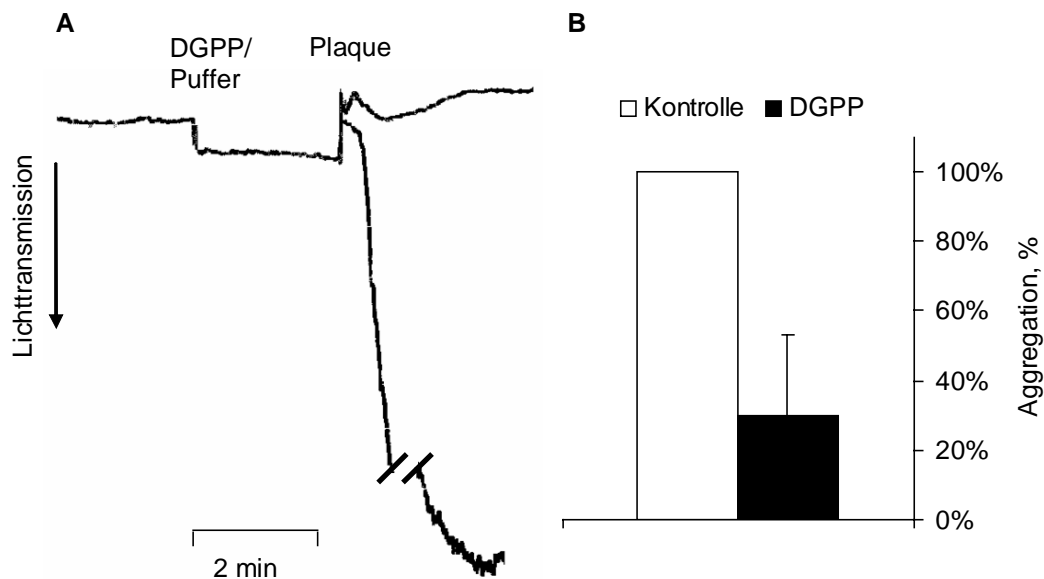 A
DGPP/
Puffer
Plaque
Lichttransmission
2 min
B
Kontrolle
DGPP
100%
80%
60%
40%
20%
0%
Aggregation, %